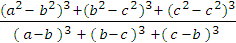 (a² − b²)³+(b² − c²)³+ (c² − c²)³
( a−b )³ + (b−c )³ + (c −b )³